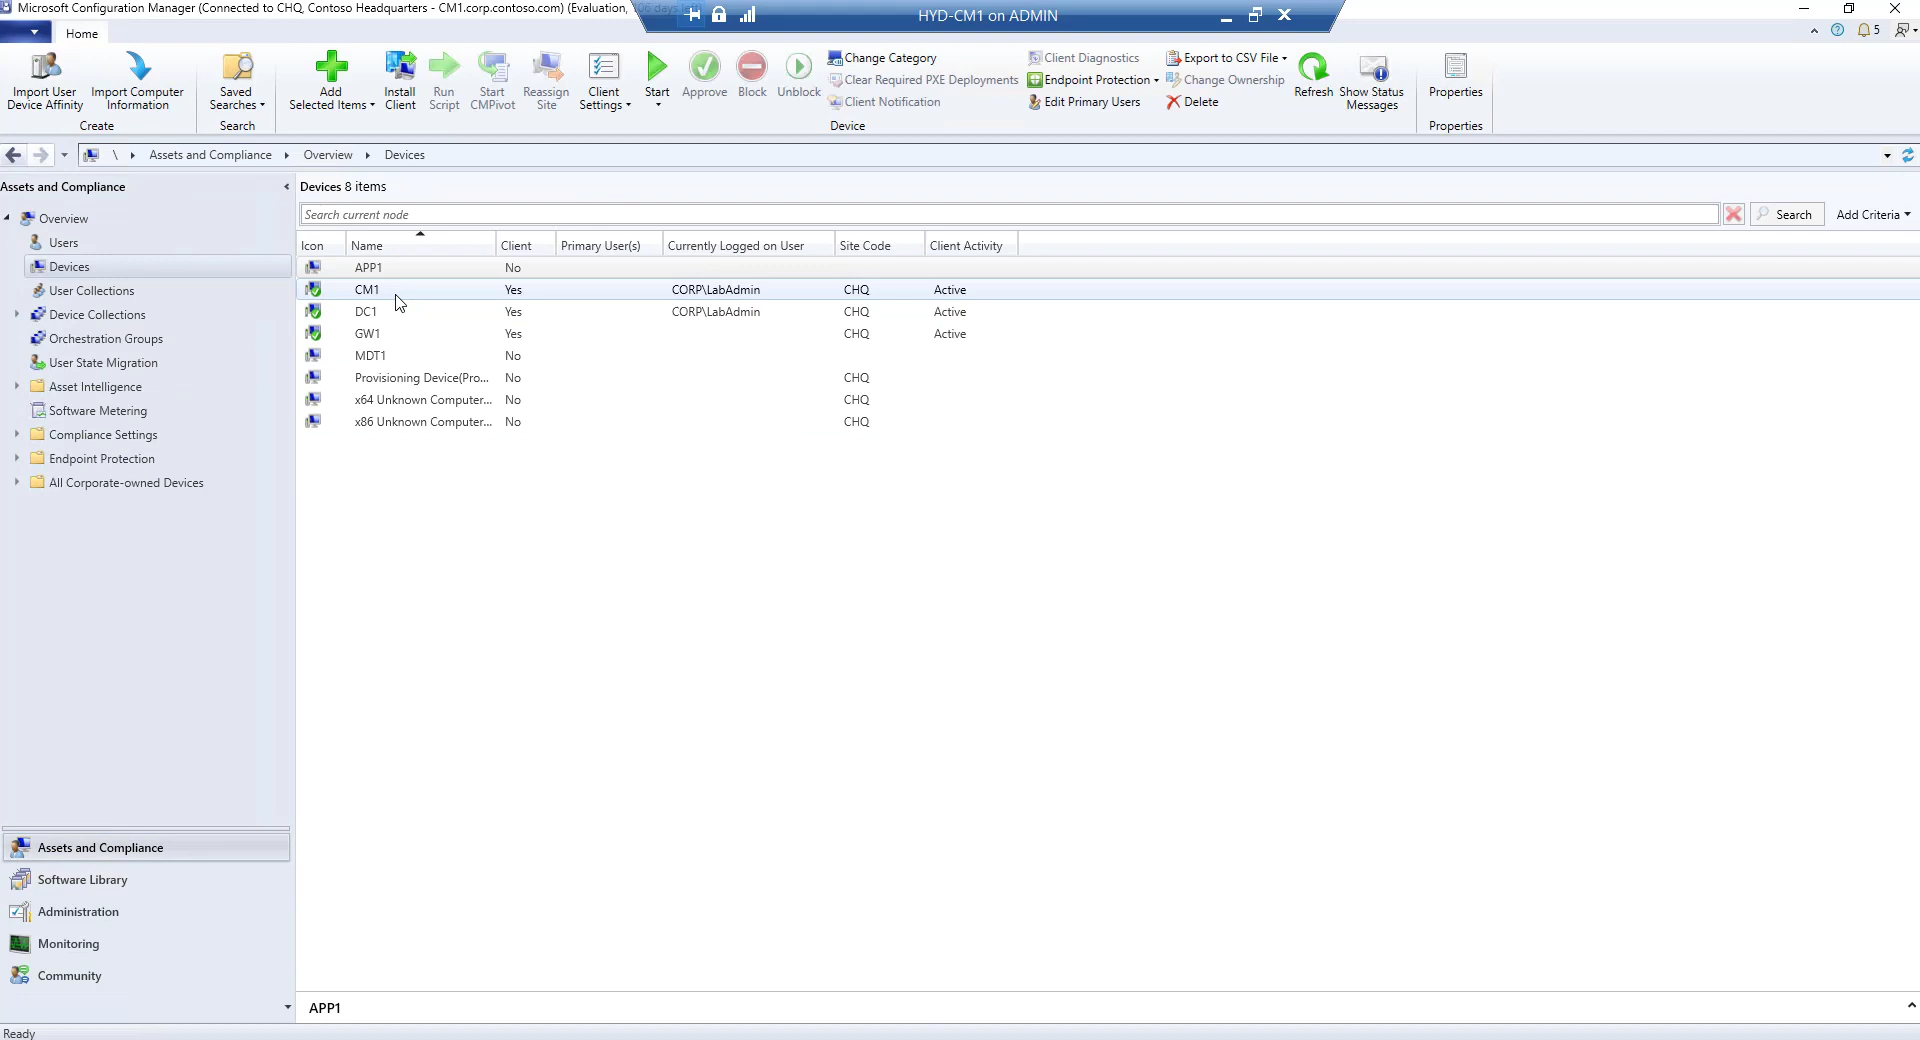 Microsoft Configuration Manager (Connected to CHQ, Contoso Headquarters - CM1.corp.contoso.com) (Evaluation, 106 days
HYD-CM1 on ADMIN
Home
5
Import User
Device Affinity
Import Computer
Information
Create
Saved
Searches
Search
Add
Selected Items
Install
Client
Run
Script
Start
CMPivot
Reassign
Site
Client
Settings
Start
Approve
Block
Unblock
Change Category
Clear Required PXE Deployments
Client Notification
Client Diagnostics
Endpoint Protection
Edit Primary Users
Export to CSV File
Change Ownership
Delete
Refresh
Show Status
Messages
Device
Properties
Properties
\ Assets and Compliance Overview Devices
Assets and Compliance
Overview
Users
Devices
User Collections
Device Collections
Orchestration Groups
User State Migration
Asset Intelligence
Software Metering
Compliance Settings
Endpoint Protection
All Corporate-owned Devices
Assets and Compliance
Software Library
Administration
Monitoring
Community
Devices 8 items
Search current node
Search
Add Criteria
Icon Name Client Primary User(s) Currently Logged on User Site Code Client Activity
APP1 No
CM1 Yes CORP\LabAdmin CHQ Active
DC1 Yes CORP\LabAdmin CHQ Active
GW1 Yes CHQ Active
MDT1 No
Provisioning Device(Pro... No CHQ
x64 Unknown Computer... No CHQ
x86 Unknown Computer... No CHQ
APP1
Ready